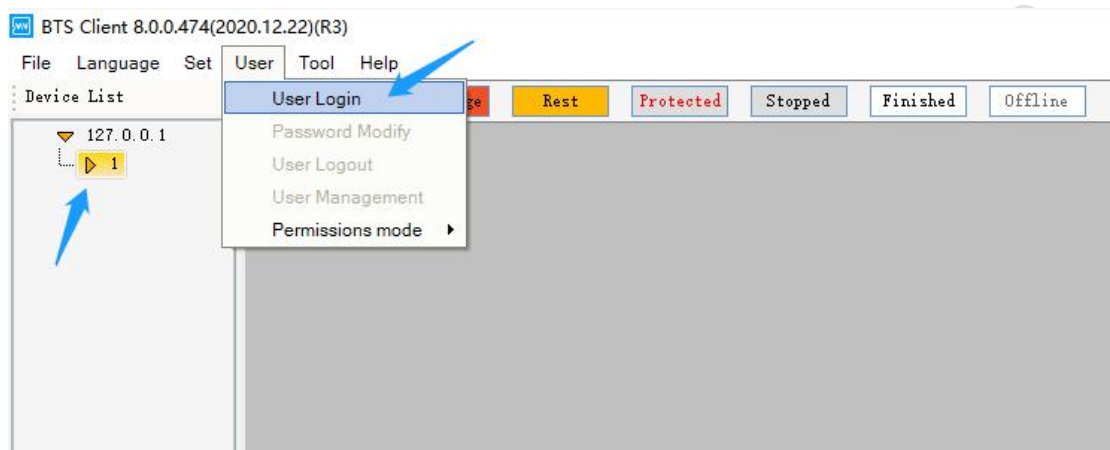 BTS Client 8.0.0.474(2020.12.22)(R3)
File Language Set User Tool Help
Device List User Login Rest Protected Stopped Finished Offline
127.0.0.1
Password Modify
1
User Logout
User Management
Permissions mode